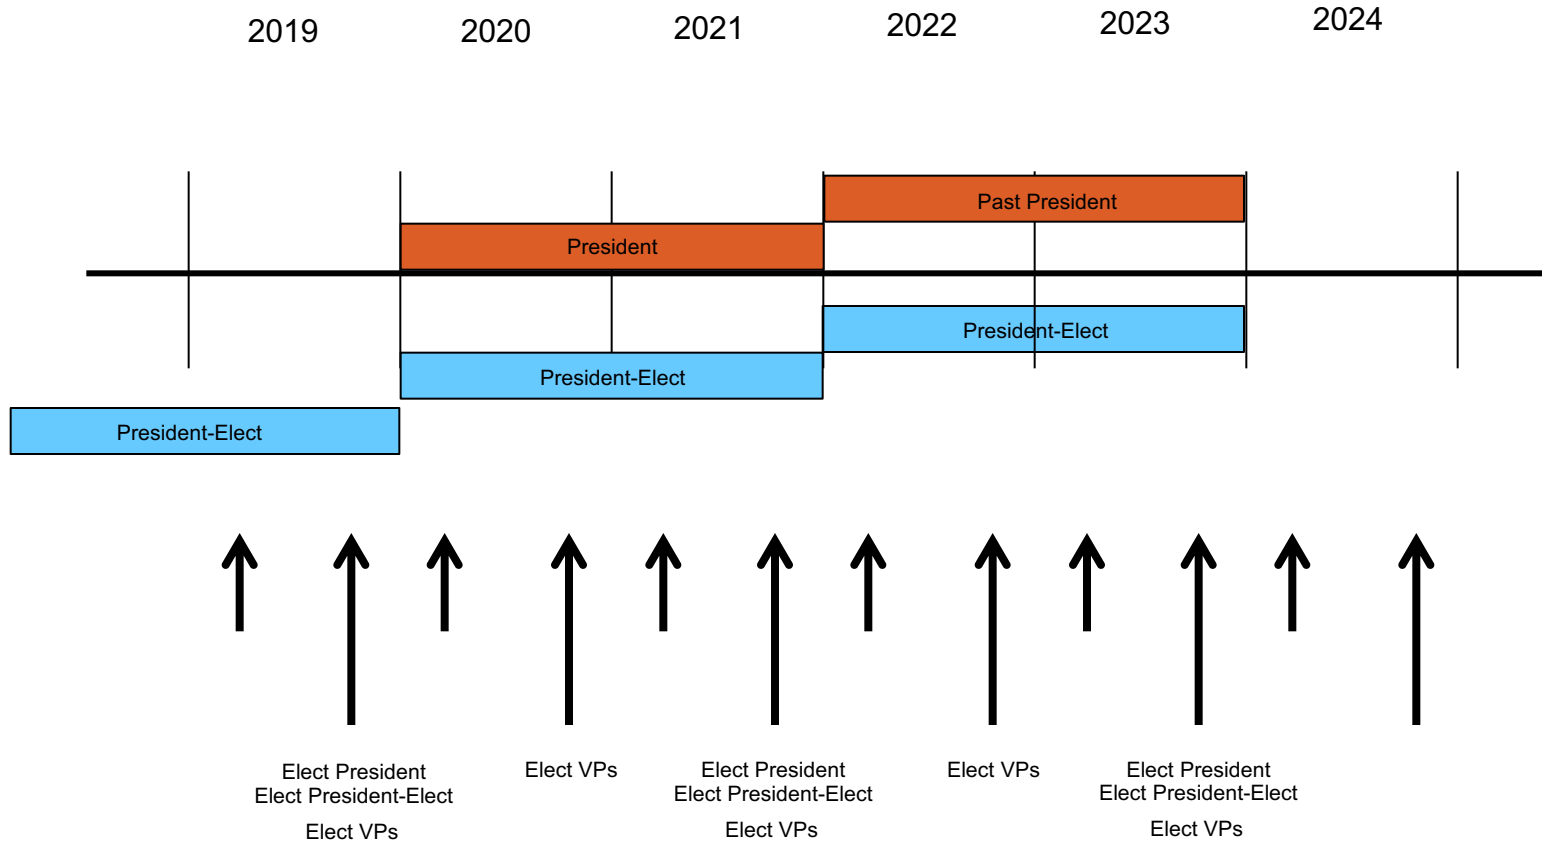 2019
2020
2021
2022
2023
2024
Past President
President
President-Elect
President-Elect
President-Elect
Elect President
Elect President-Elect
Elect VPs
Elect VPs
Elect President
Elect President-Elect
Elect VPs
Elect VPs
Elect President
Elect President-Elect
Elect VPs